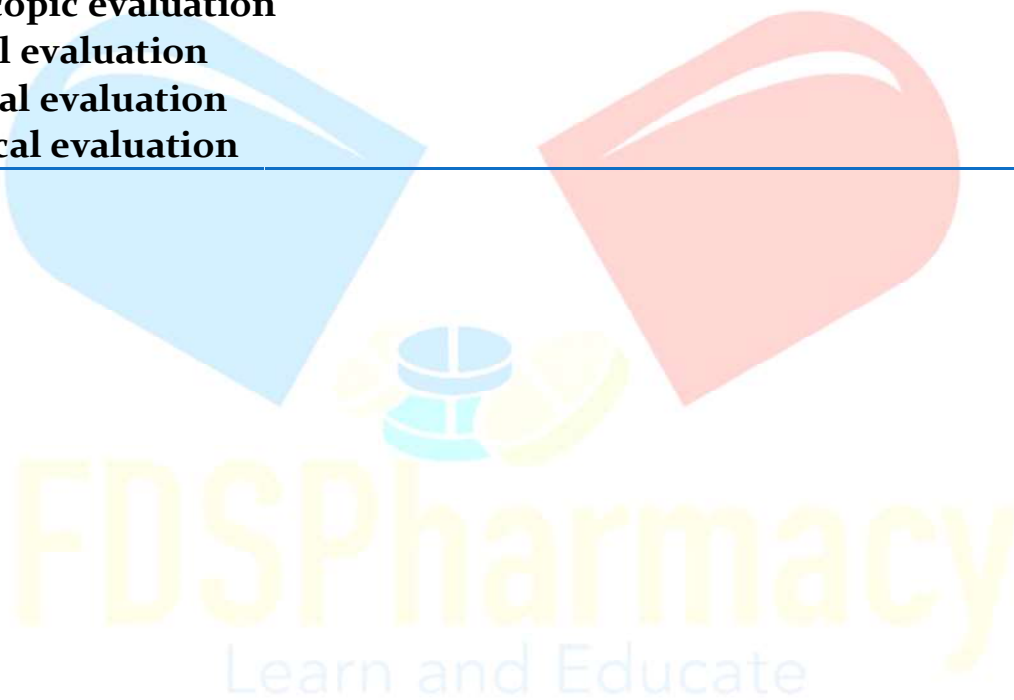 copic evaluation
l evaluation
al evaluation
cal evaluation
FDSPharmacy
Learn and Educate